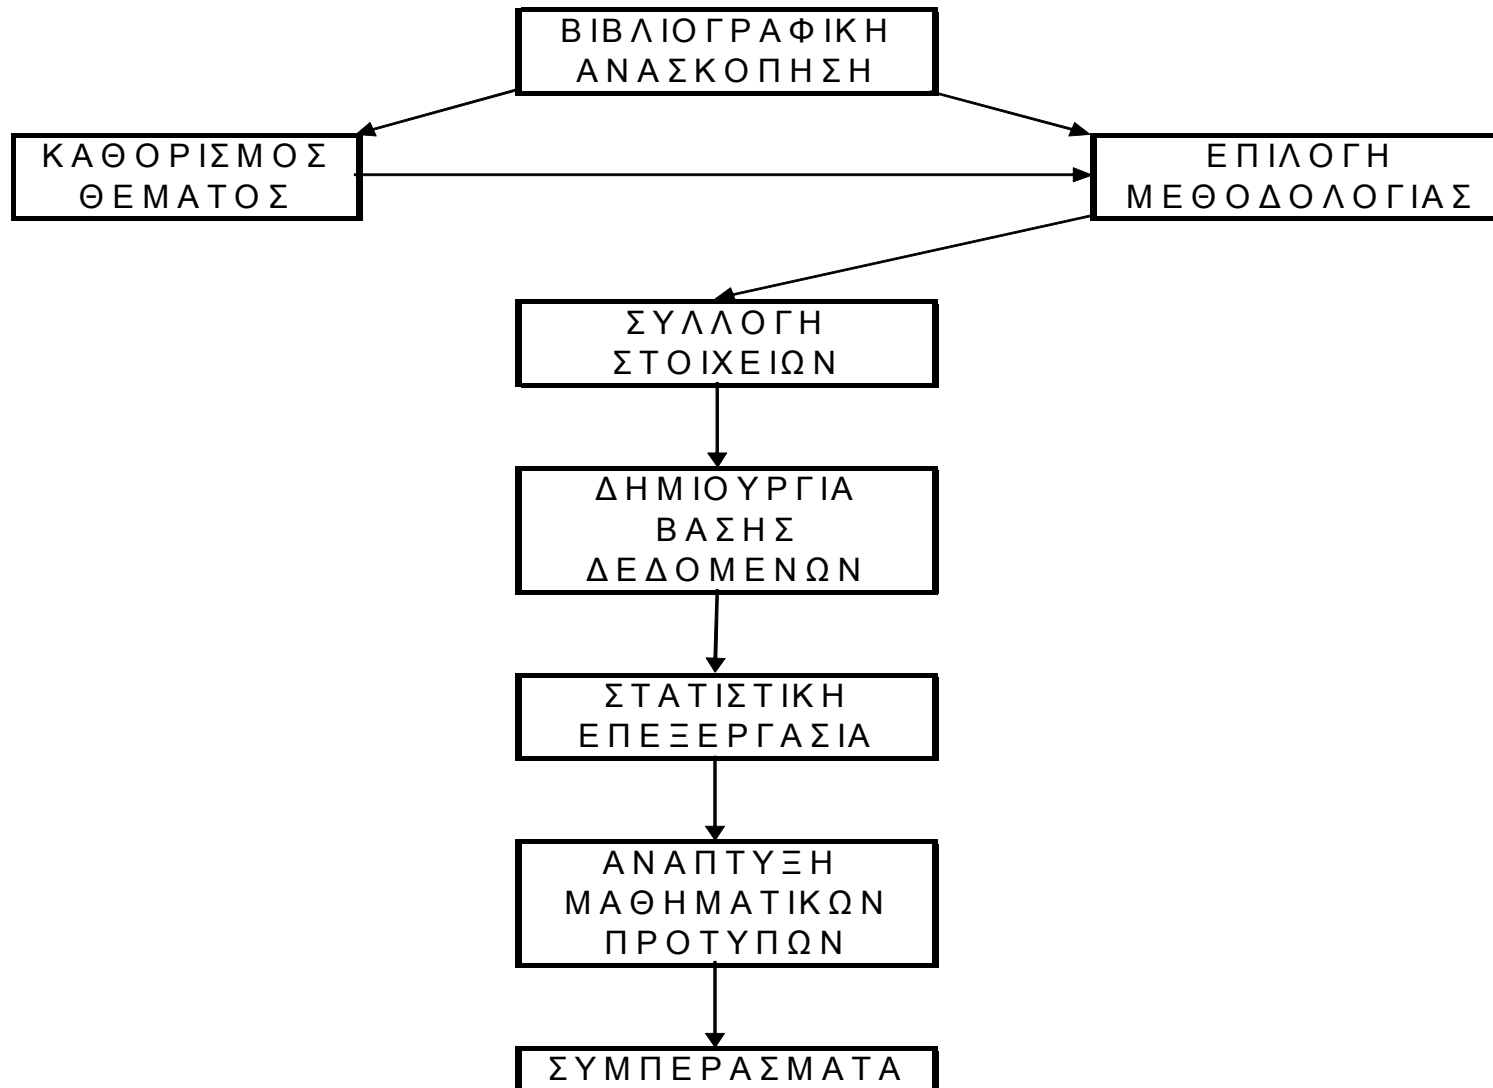 ΒΙΒΛΙΟΓΡΑΦΙΚΗ
ΑΝΑΣΚΟΠΗΣΗ
ΚΑΘΟΡΙΣΜΟΣ
ΘΕΜΑΤΟΣ
ΕΠΙΛΟΓΗ
ΜΕΘΟΔΟΛΟΓΙΑΣ
ΣΥΛΛΟΓΗ
ΣΤΟΙΧΕΙΩΝ
ΔΗΜΙΟΥΡΓΙΑ
ΒΑΣΗΣ
ΔΕΔΟΜΕΝΩΝ
ΣΤΑΤΙΣΤΙΚΗ
ΕΠΕΞΕΡΓΑΣΙΑ
ΑΝΑΠΤΥΞΗ
ΜΑΘΗΜΑΤΙΚΩΝ
ΠΡΟΤΥΠΩΝ
ΣΥΜΠΕΡΑΣΜΑΤΑ